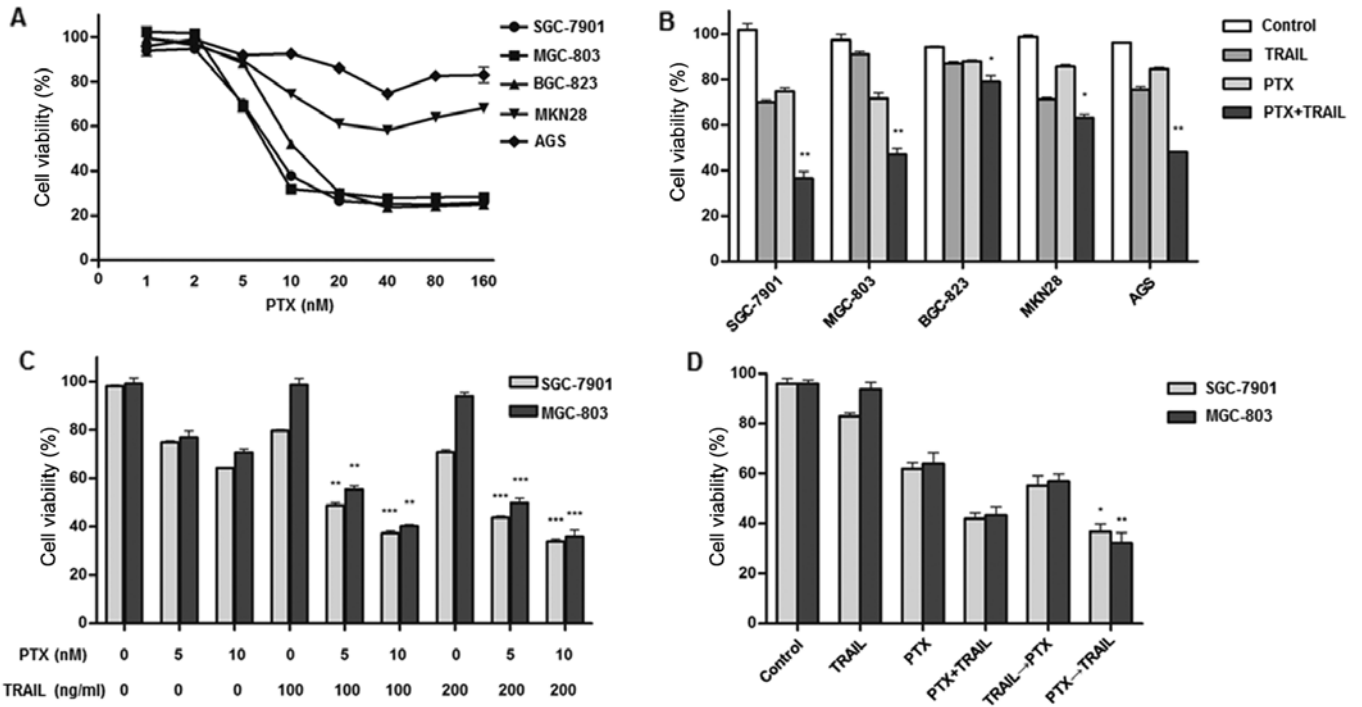 A
Cell viability (%)
100
80
60
40
20
0
0 1 2 5 10 20 40 80 160
PTX (nM)
SGC-7901
MGC-803
BGC-823
MKN28
AGS
B
Cell viability (%)
100
80
60
40
20
0
** ** * * **
SGC-7901 MGC-803 BGC-823 MKN28 AGS
Control
TRAIL
PTX
PTX+TRAIL
C
Cell viability (%)
100
80
60
40
20
0
** ** *** ** *** *** *** ***
SGC-7901
MGC-803
PTX (nM) 0 5 10 0 5 10 0 5 10
TRAIL (ng/ml) 0 0 0 100 100 100 200 200 200
D
Cell viability (%)
100
80
60
40
20
0
* **
Control TRAIL PTX PTX+TRAIL TRAIL→PTX PTX→TRAIL
SGC-7901
MGC-803